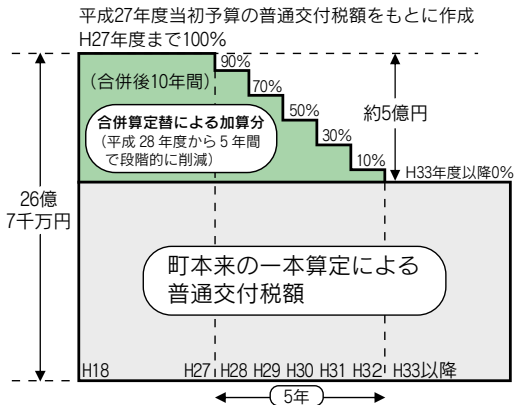 平成27年度当初予算の普通交付税額をもとに作成
H27年度まで100%
90%
(合併後10年間)
70%
50%
約5億円
合併算定替による加算分
(平成 28 年度から 5 年間
で段階的に削減)
30%
10%
H33年度以降0%
26億
7千万円
町本来の一本算定による
普通交付税額
H18
H27
H28
H29
H30
H31
H32
H33以降
5年